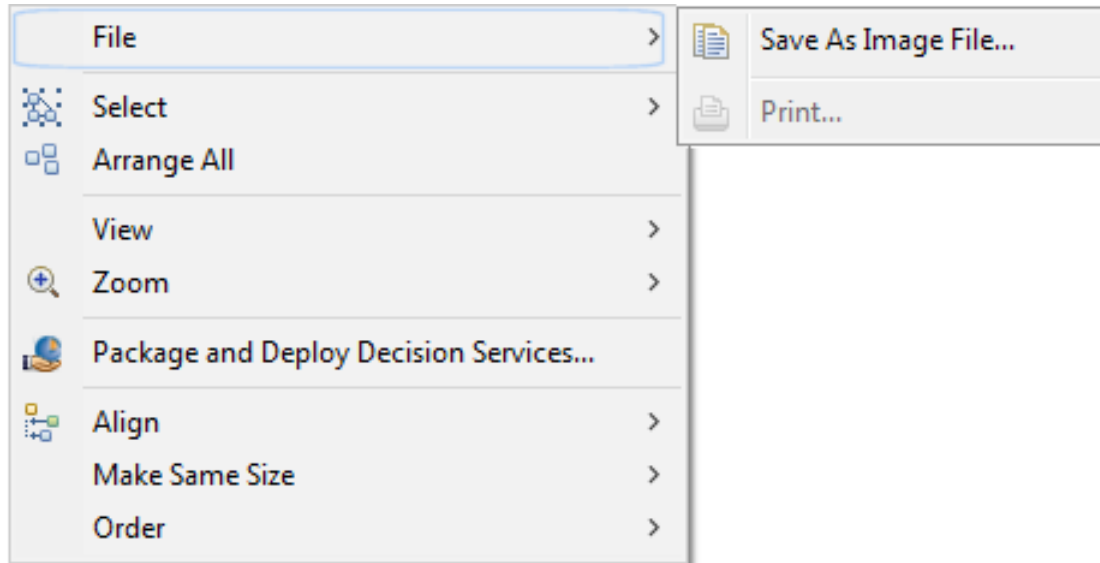 File
Save As Image File...
Print...
Select
Arrange All
View
Zoom
Package and Deploy Decision Services...
Align
Make Same Size
Order